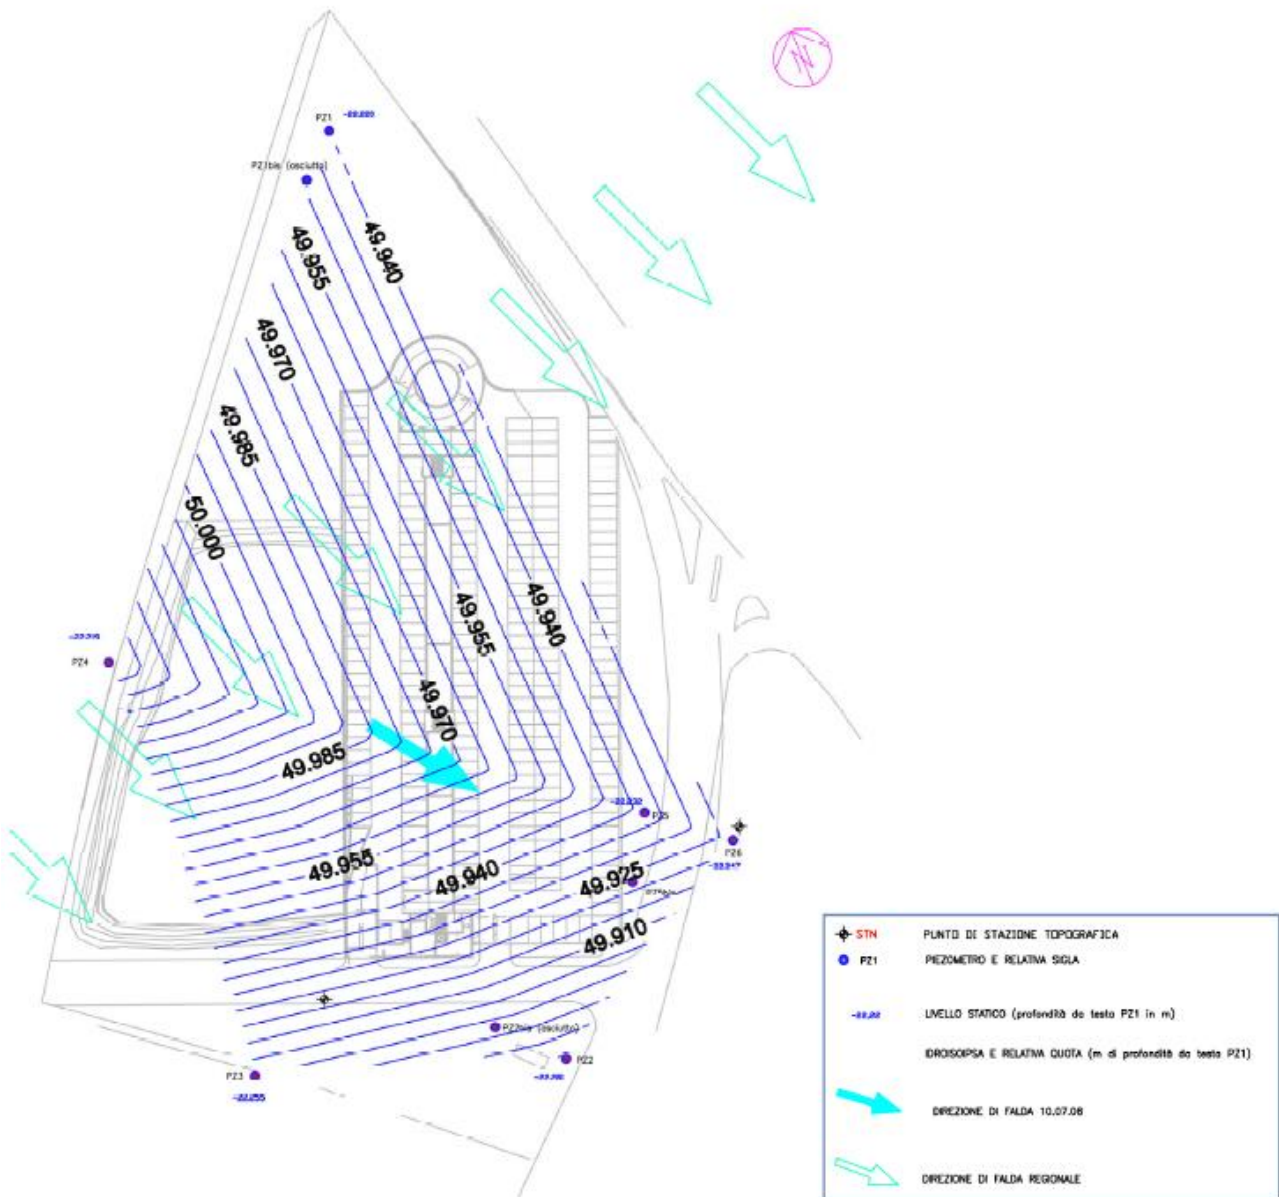 N
PZ1
PZ1bis (asciutto)
49.955
49.940
49.970
49.985
50.000
PZ4
49.955
49.940
49.970
49.985
PZ5
PZ6
49.955
49.940
49.925
49.910
PZ2bis (asciutto)
PZ2
PZ3
-22.255
STN PUNTO DI STAZIONE TOPOGRAFICA
PZ1 PIEZOMETRO E RELATIVA SIGLA
LIVELLO STATICO (profondità da testa PZ1 in m)
IDROISOIPSA E RELATIVA QUOTA (m di profondità da testa PZ1)
DIREZIONE DI FALDA 10.07.08
DIREZIONE DI FALDA REGIONALE